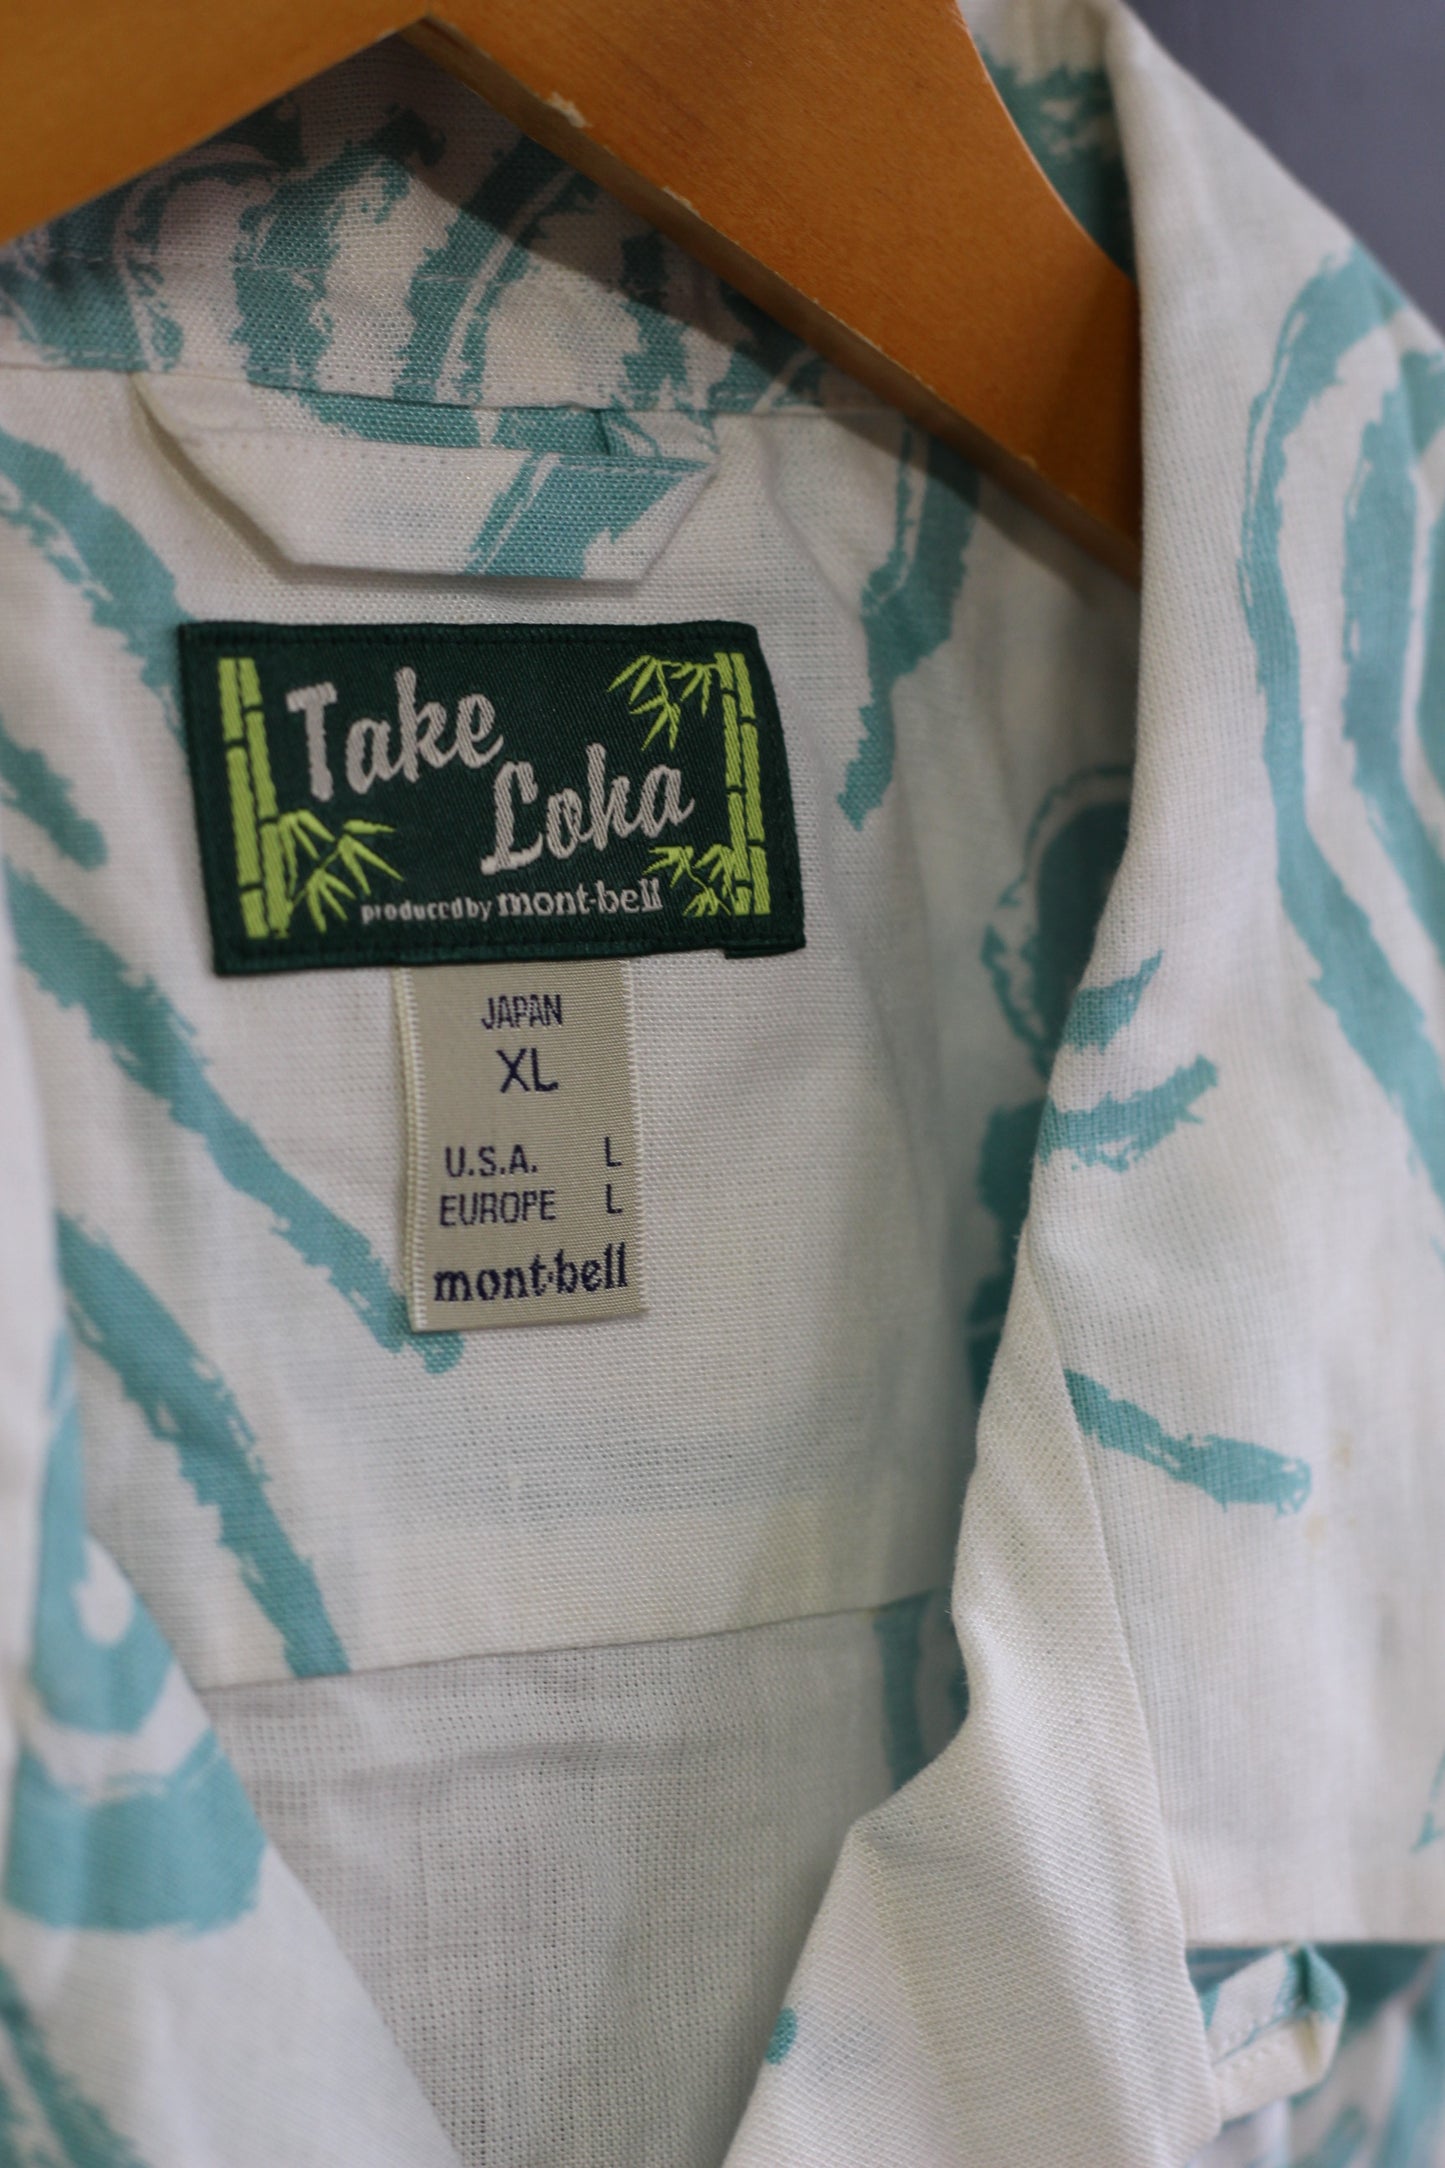 Take
Loha
produced by mont-bell
JAPAN
XL
U.S.A. L
EUROPE L
mont-bell